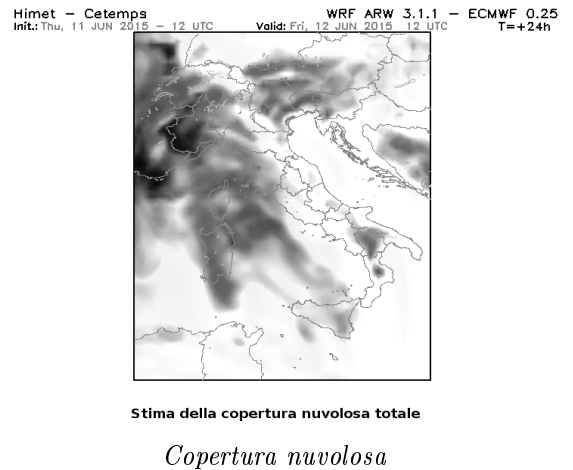 Himet – Cetemps WRF ARW 3.1.1 – ECMWF 0.25
Init.: Thu, 11 JUN 2015 – 12 UTC Valid: Fri, 12 JUN 2015 12 UTC T=+24h
Stima della copertura nuvolosa totale
Copertura nuvolosa